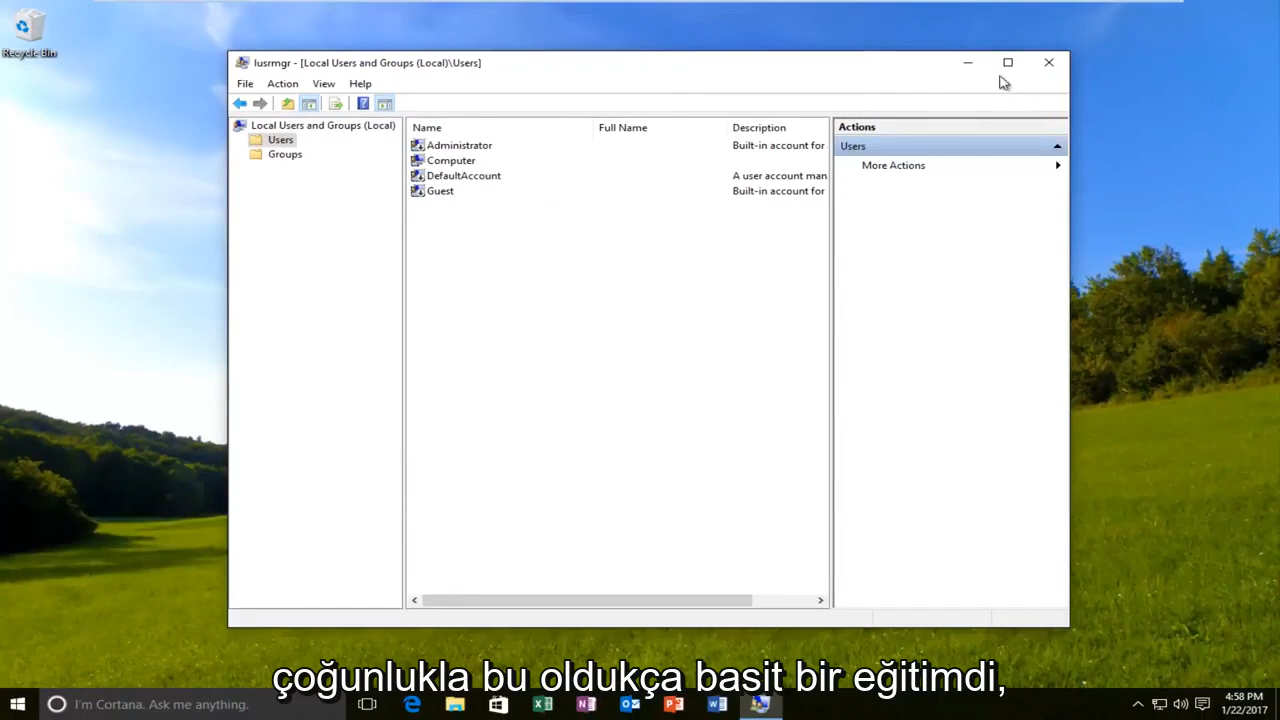 Recycle Bin
lusrmgr - [Local Users and Groups (Local)\Users]
File Action View Help
Local Users and Groups (Local)
Users
Groups
Name Full Name Description
Administrator Built-in account for
Computer
DefaultAccount A user account man
Guest Built-in account for
Actions
Users
More Actions
çoğunlukla bu oldukça basit bir eğitimdi,
I'm Cortana. Ask me anything.
4:58 PM
1/22/2017